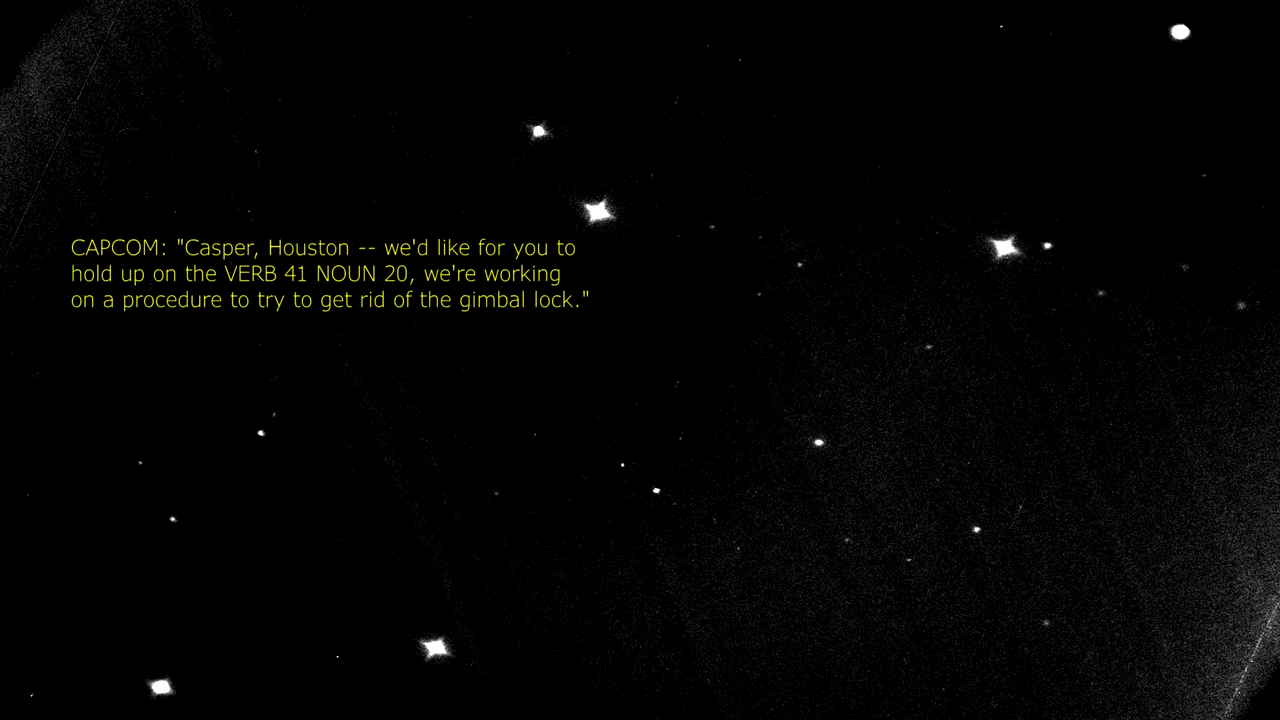 CAPCOM: "Casper, Houston -- we'd like for you to
hold up on the VERB 41 NOUN 20, we're working
on a procedure to try to get rid of the gimbal lock."